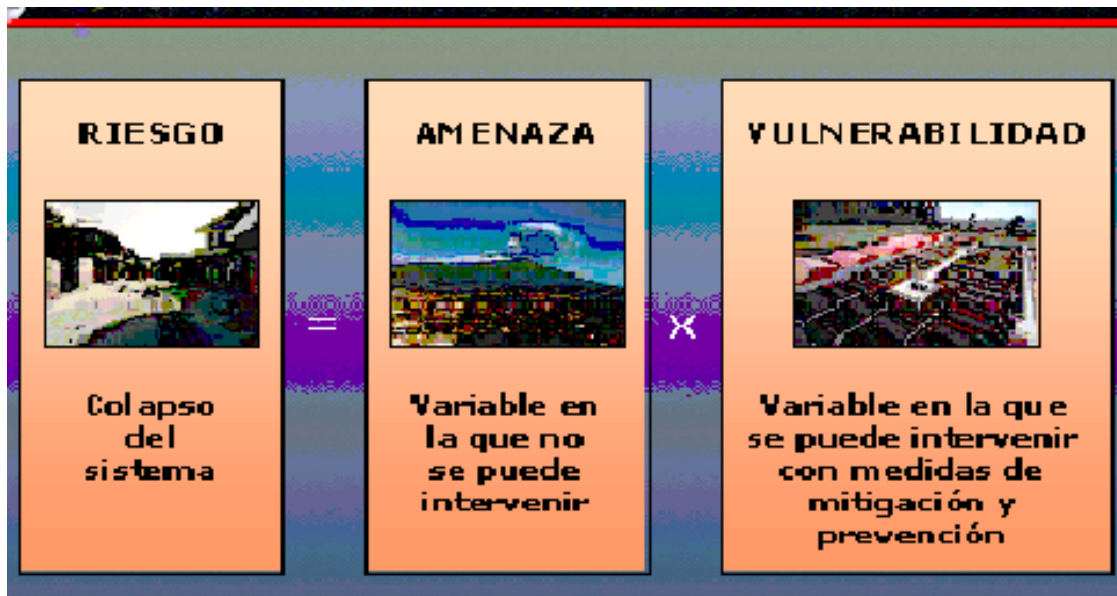 RIESGO
Colapso
del
sistema
=
AMENAZA
Variable en
la que no
se puede
intervenir
x
VULNERABILIDAD
Variable en la que
se puede intervenir
con medidas de
mitigación y
prevención